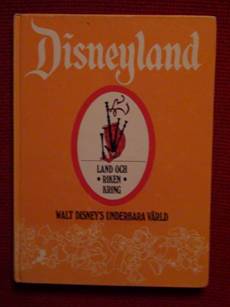 Disneyland
LAND OCH
• RIKEN •
KRING
WALT DISNEY'S UNDERBARA VÄRLD